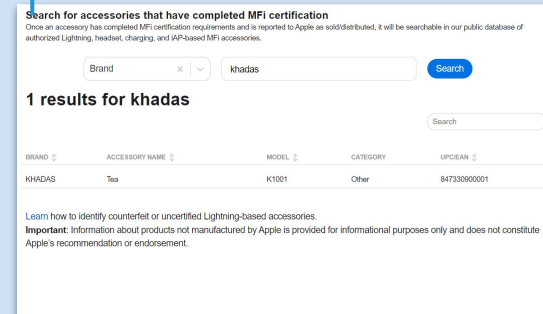 Search for accessories that have completed MFi certification
Once an accessory has completed MFi certification requirements and is reported to Apple as sold/distributed, it will be searchable in our public database of
authorized Lightning, headset, charging, and iAP-based MFi accessories.
Brand
khadas
Search
1 results for khadas
Search
BRAND ACCESSORY NAME MODEL CATEGORY UPC/EAN
KHADAS Tea K1001 Other 847330900001
Learn how to identify counterfeit or uncertified Lightning-based accessories.
Important: Information about products not manufactured by Apple is provided for informational purposes only and does not constitute
Apple's recommendation or endorsement.